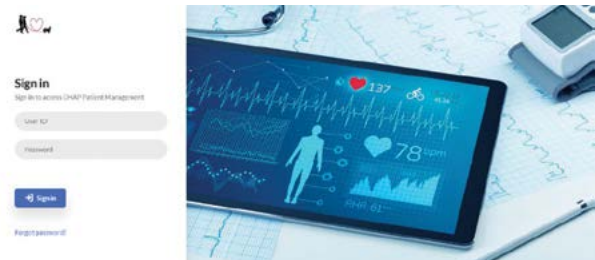 Sign in
Sign in to access CHAP Patient Management
User ID
Password
Sign in
Forgot password?
137
78 bpm